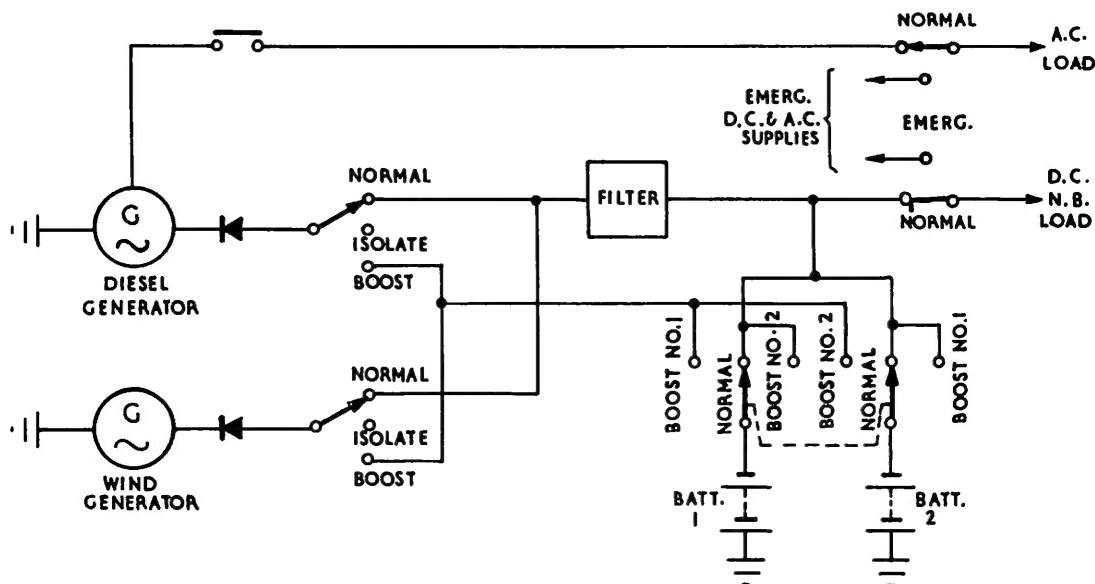 NORMAL
A.C.
LOAD
EMERG.
D.C. & A.C.
SUPPLIES
EMERG.
NORMAL
FILTER
D.C.
N.B.
LOAD
NORMAL
G
ISOLATE
BOOST
DIESEL
GENERATOR
BOOST NO.1
NORMAL
BOOST NO. 2
BOOST NO. 2
NORMAL
BOOST NO.1
NORMAL
G
ISOLATE
BOOST
WIND
GENERATOR
BATT.
1
BATT.
2